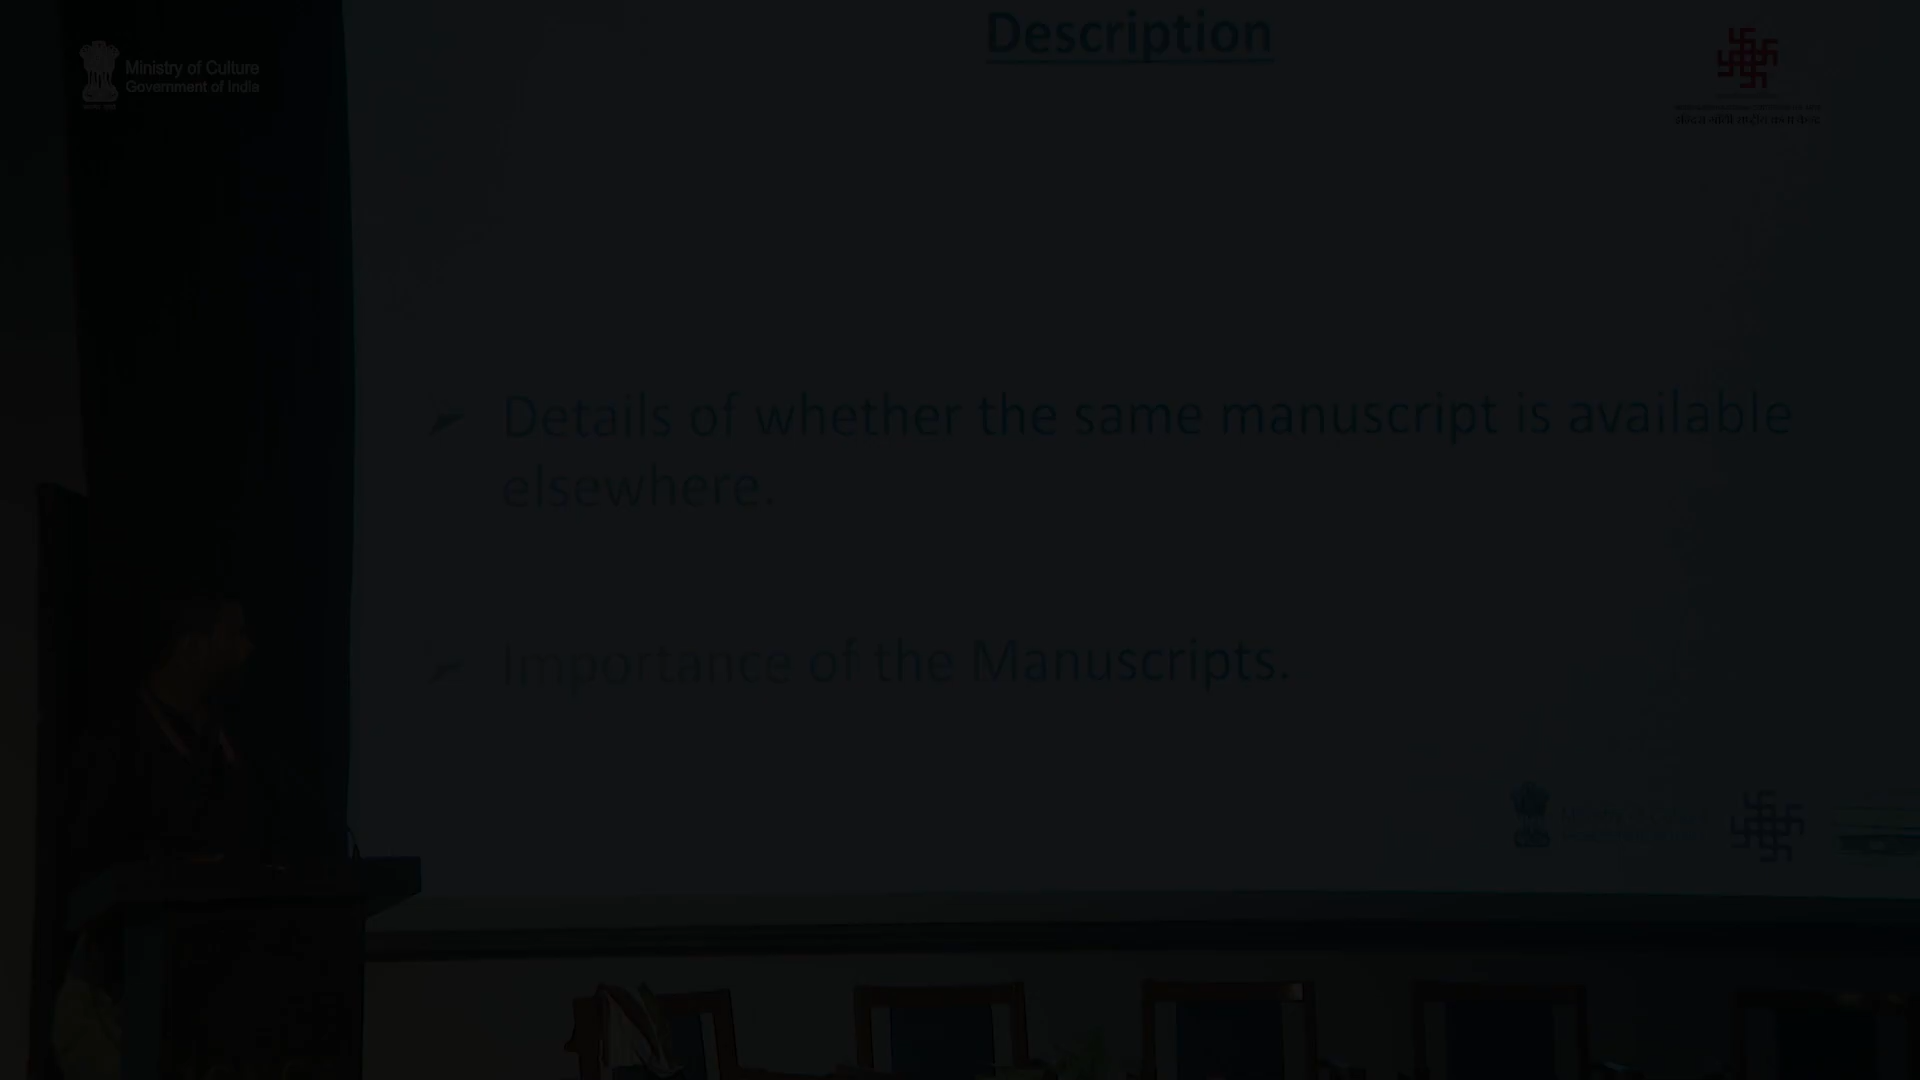 Description
Ministry of Culture
Government of India
Details of whether the same manuscript is available
elsewhere.
Importance of the Manuscripts.